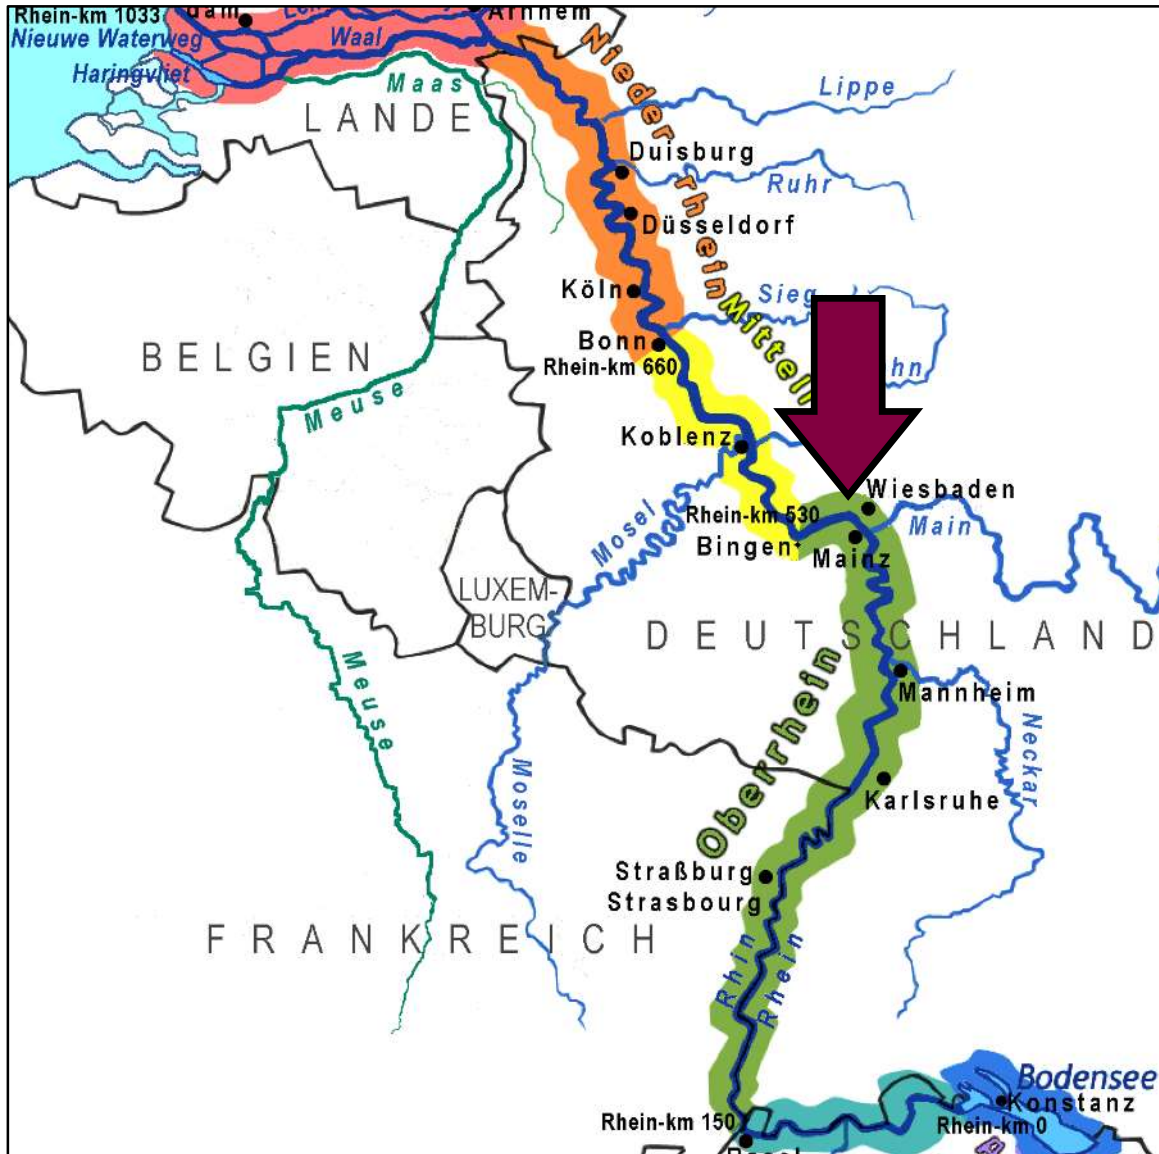 Rhein-km 1033
Arnhem
Nieuwe Waterweg
Waal
Haringvliet
Maas
LANDE
Niederrhein
Lippe
Duisburg
Ruhr
Düsseldorf
Köln
Sieg
Bonn
Rhein-km 660
BELGIEN
Meuse
Koblenz
Wiesbaden
Mosel
Rhein-km 530
Main
Bingen
Mainz
LUXEM-
BURG
DEUTSCHLAND
Meuse
Oberrhein
Mannheim
Neckar
Moselle
Karlsruhe
Straßburg
Strasbourg
FRANKREICH
Rhin
Rhein
Bodensee
Konstanz
Rhein-km 150
Rhein-km 0